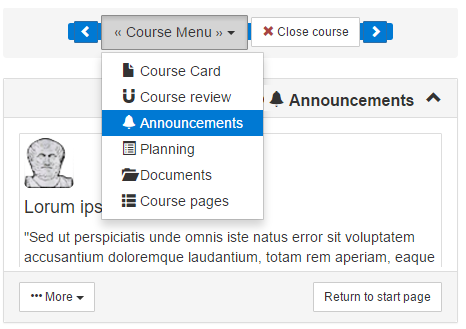 « Course Menu »
Close course
Course Card
Course review
Announcements
Planning
Documents
Course pages
Announcements
Lorum ips
"Sed ut perspiciatis unde omnis iste natus error sit voluptatem
accusantium doloremque laudantium, totam rem aperiam, eaque
••• More
Return to start page